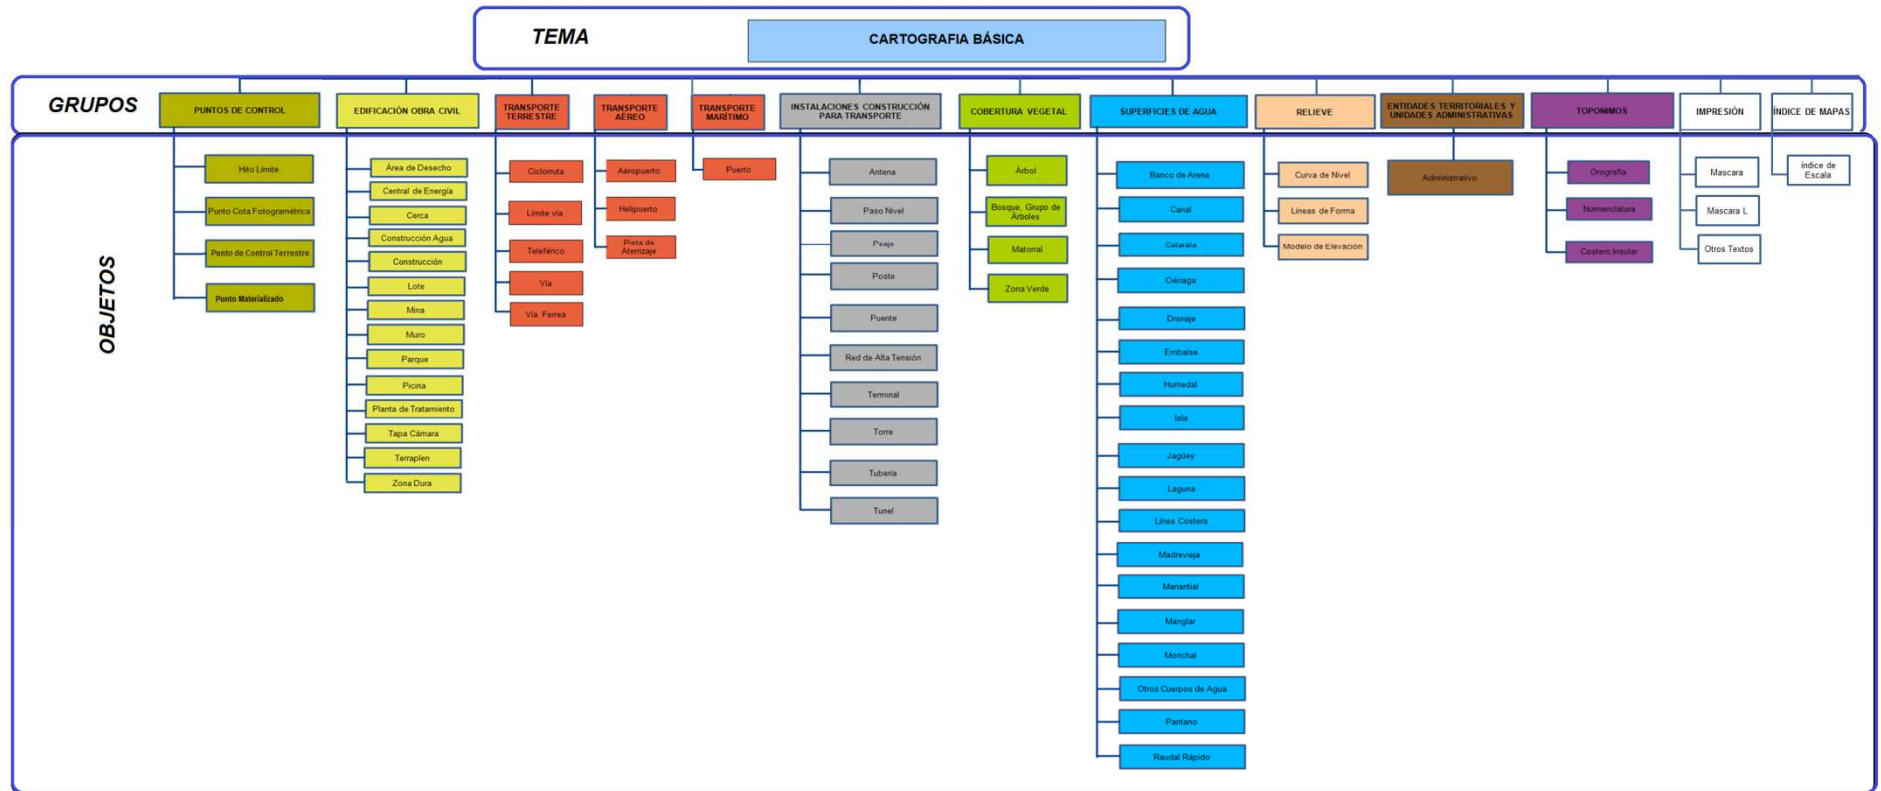 TEMA
CARTOGRAFIA BÁSICA
GRUPOS
PUNTOS DE CONTROL
EDIFICACIÓN OBRA CIVIL
TRANSPORTE
TERRESTRE
TRANSPORTE
AÉREO
TRANSPORTE
MARÍTIMO
INSTALACIONES CONSTRUCCIÓN
PARA TRANSPORTE
COBERTURA VEGETAL
SUPERFICIES DE AGUA
RELIEVE
ENTIDADES TERRITORIALES Y
UNIDADES ADMINISTRATIVAS
TOPONIMOS
IMPRESIÓN
ÍNDICE DE MAPAS
OBJETOS
Hito Límite
Punto Cota Fotogramétrica
Punto de Control Terrestre
Punto Materializado
Área de Desecho
Central de Energía
Cerca
Construcción Agua
Construcción
Lote
Mina
Muro
Parque
Picina
Planta de Tratamiento
Tapa Cámara
Terraplen
Zona Dura
Ciclorruta
Límite vía
Teleférico
Vía
Vía Ferrea
Aéropuerto
Helipuerto
Pista de
Aterrizaje
Puerto
Antena
Paso Nivel
Peaje
Poste
Puente
Red de Alta Tensión
Terminal
Torre
Tubería
Tunel
Árbol
Bosque, Grupo de
Árboles
Matorral
Zona Verde
Banco de Arena
Canal
Catarata
Ciénaga
Drenaje
Embalse
Humedal
Isla
Jagüey
Laguna
Línea Costera
Madrevieja
Manantial
Manglar
Morichal
Otros Cuerpos de Agua
Pantano
Raudal Rápido
Curva de Nivel
Líneas de Forma
Modelo de Elevación
Administrativo
Orografía
Nomenclatura
Costero Insular
Mascara
Mascara L
Otros Textos
índice de
Escala